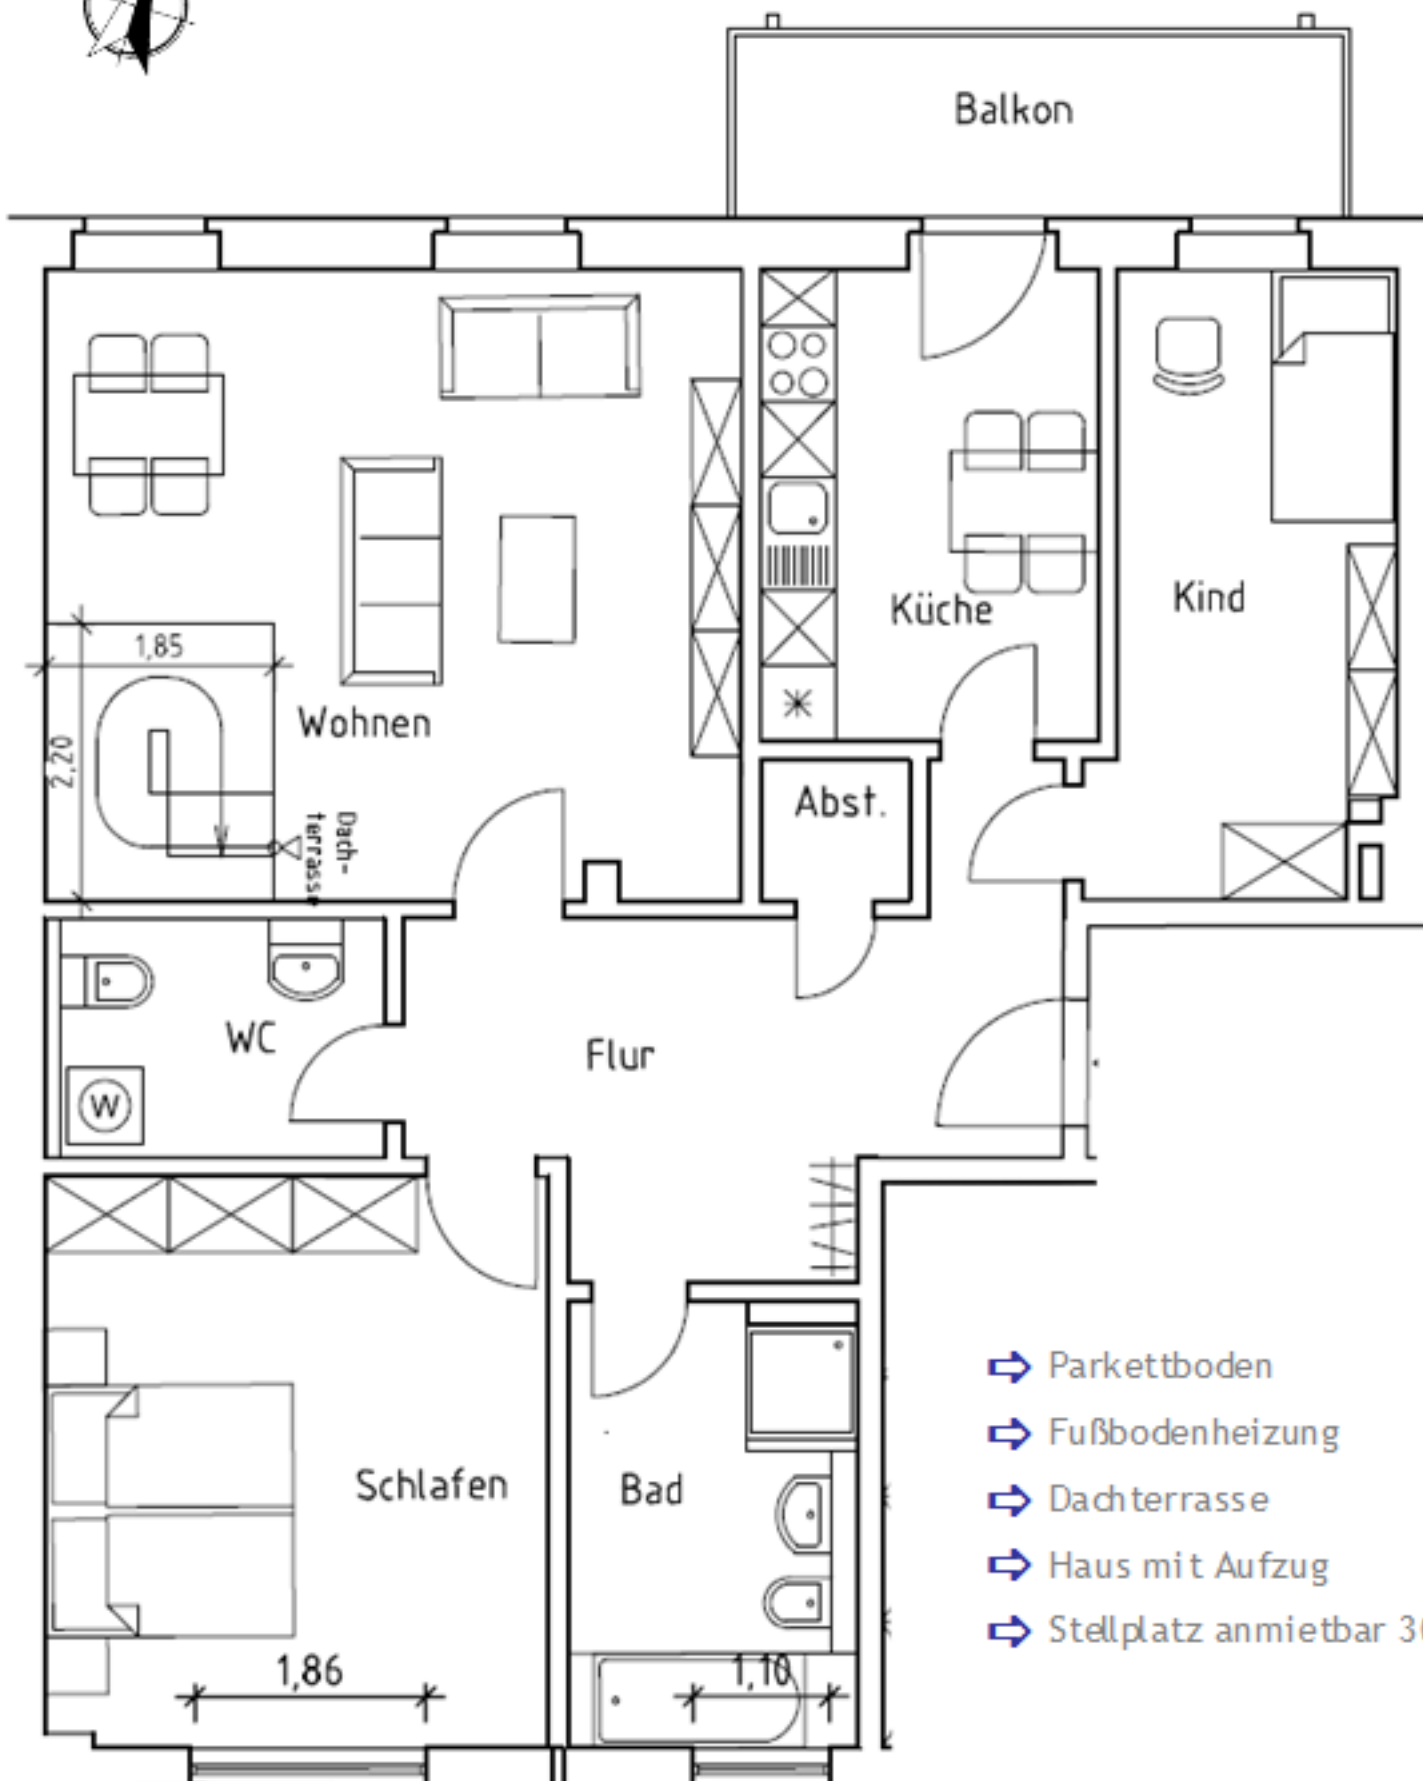 Balkon
Kind
Küche
1,85
Wohnen
2,20
Abst.
Dach-
WC
Flur
W
Parkettboden
Fußbodenheizung
Schlafen
Bad
Dachterrasse
Haus mit Aufzug
Stellplatz anmietbar
1,86
1,10